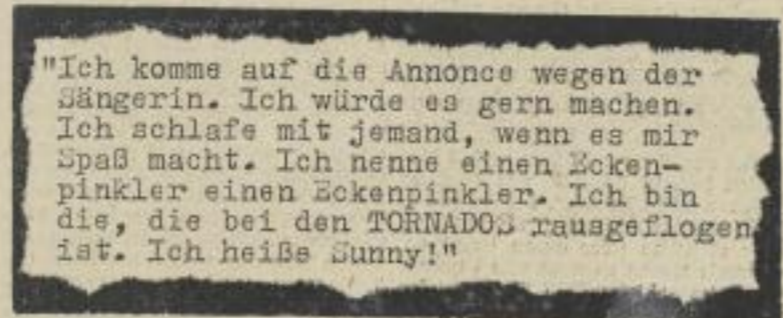 "Ich komme auf die Annonce wegen der
Sängerin. Ich würde es gern machen.
Ich schlafe mit jemand, wenn es mir
Spaß macht. Ich nenne einen Ecken-
pinkler einen Eckenpinkler. Ich bin
die, die bei den TORNADOS rausgeflogen
ist. Ich heiße Sunny!"